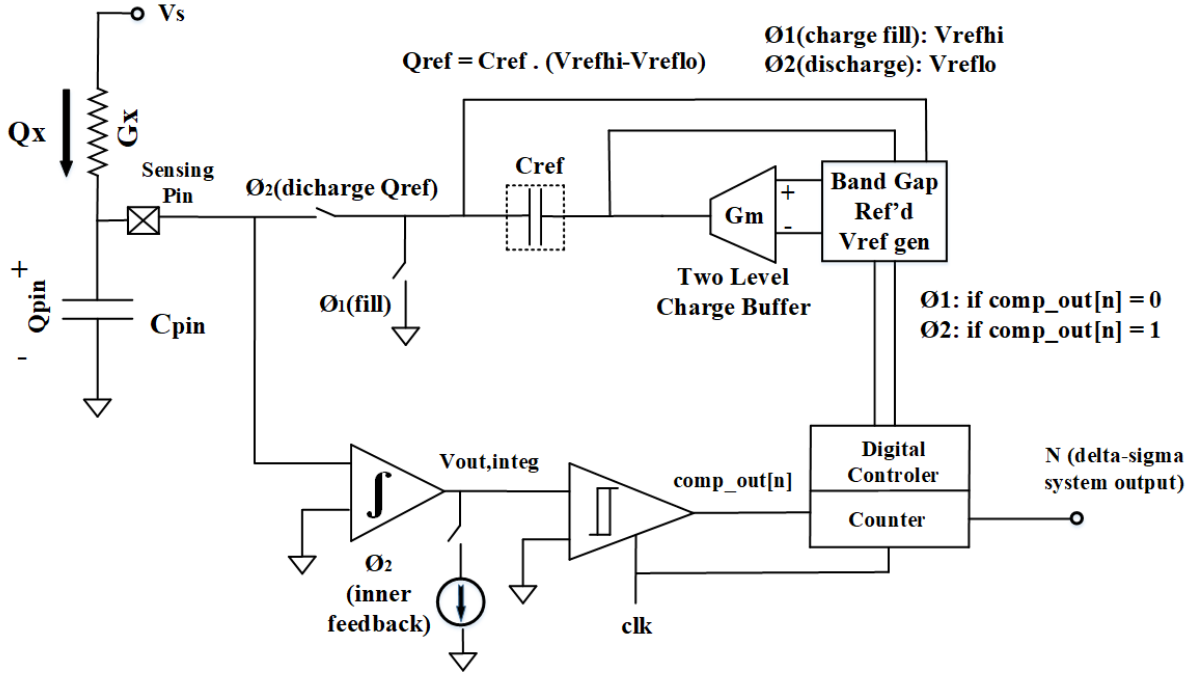 Vs
Ø1(charge fill): Vrefhi
Qref = Cref . (Vrefhi-Vreflo)
Ø2(discharge): Vreflo
Qx
Gx
Sensing
Pin
Ø2(dicharge Qref)
Cref
Gm
+
-
Band Gap
Ref'd
Vref gen
Two Level
Charge Buffer
Ø1(fill)
+
Qpin
-
Cpin
Ø1: if comp_out[n] = 0
Ø2: if comp_out[n] = 1
∫
Vout,integ
comp_out[n]
Digital
Controler
Counter
N (delta-sigma
system output)
Ø2
(inner
feedback)
clk